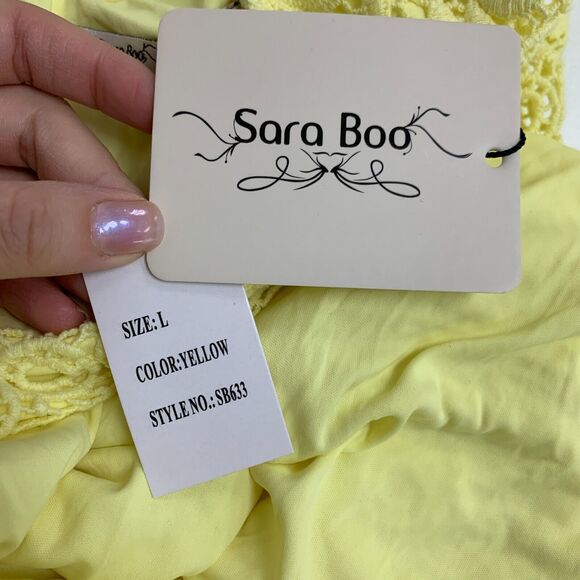 Sara Boo
SIZE: L
COLOR:YELLOW
STYLE NO.: SB633